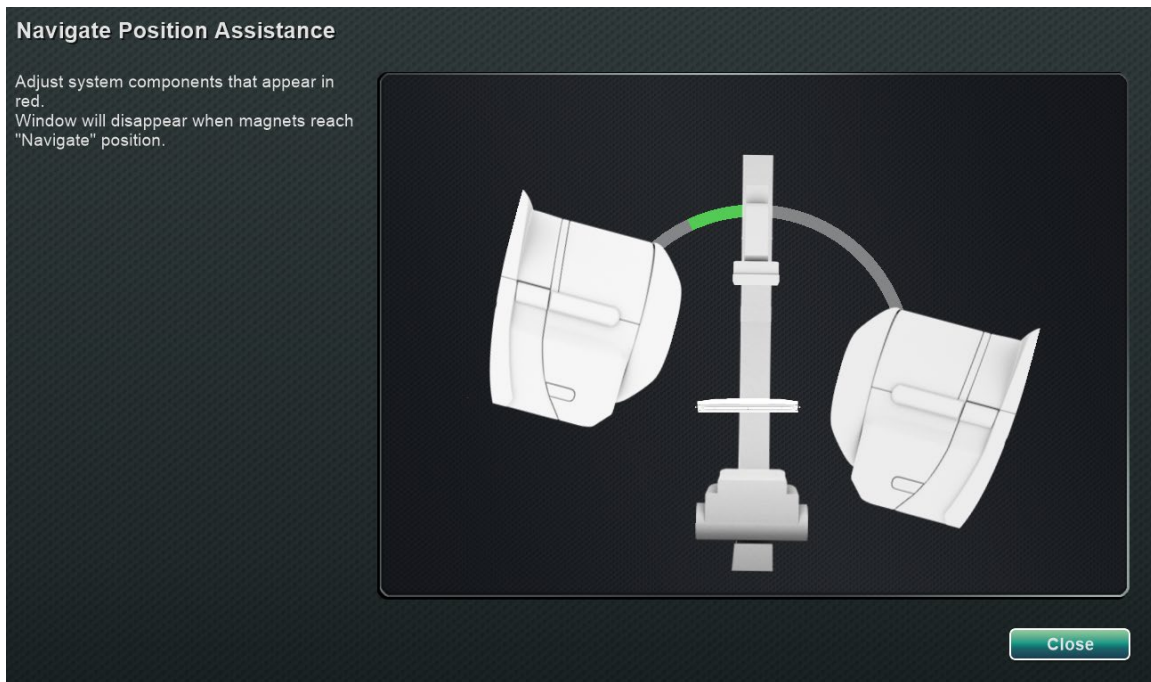 Navigate Position Assistance
Adjust system components that appear in
red.
Window will disappear when magnets reach
"Navigate" position.
Close